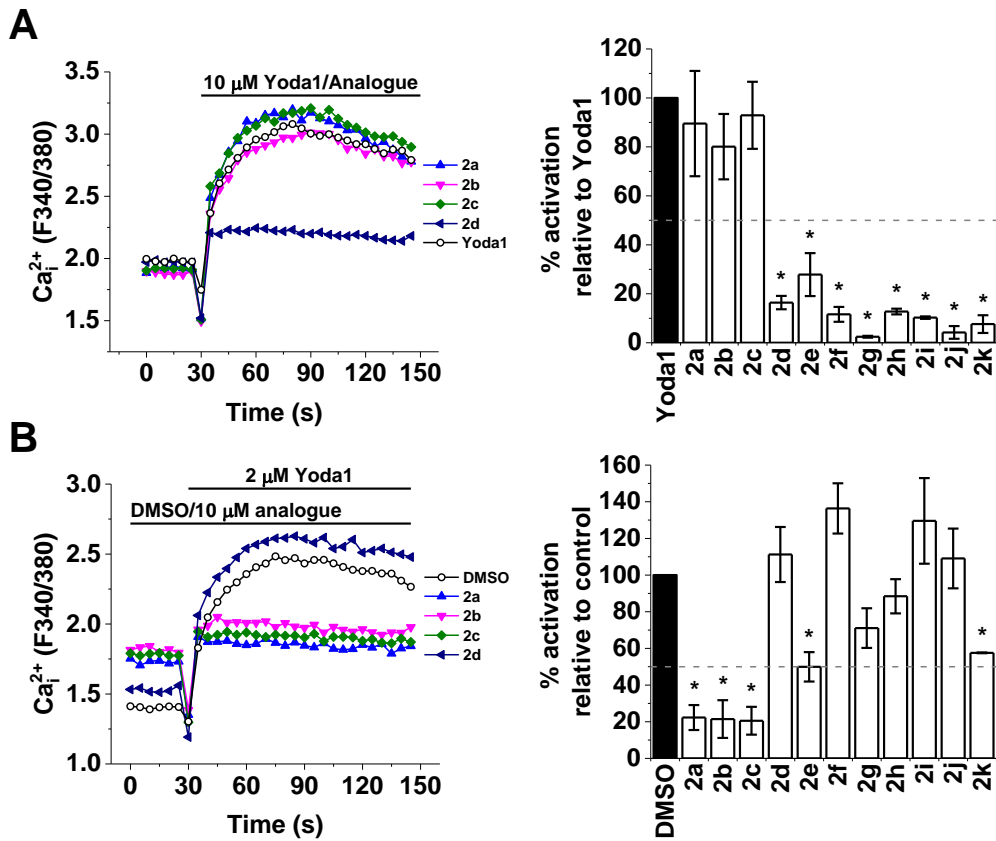 A
10 μM Yoda1/Analogue
3.5
3.0
2.5
2.0
1.5
Ca2+i (F340/380)
0 30 60 90 120 150
Time (s)
2a
2b
2c
2d
Yoda1
120
100
80
60
40
20
0
% activation
relative to Yoda1
* * * * * * * *
Yoda1 2a 2b 2c 2d 2e 2f 2g 2h 2i 2j 2k
B
2 μM Yoda1
DMSO/10 μM analogue
3.0
2.5
2.0
1.5
1.0
Ca2+i (F340/380)
0 30 60 90 120 150
Time (s)
DMSO
2a
2b
2c
2d
160
140
120
100
80
60
40
20
0
% activation
relative to control
* * * * *
DMSO 2a 2b 2c 2d 2e 2f 2g 2h 2i 2j 2k